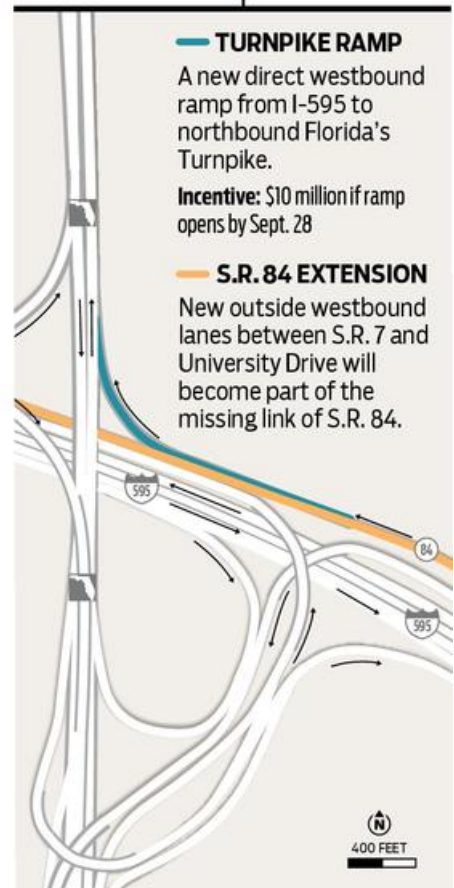 TURNPIKE RAMP
A new direct westbound
ramp from I-595 to
northbound Florida's
Turnpike.
Incentive: $10 million if ramp
opens by Sept. 28
S.R. 84 EXTENSION
New outside westbound
lanes between S.R. 7 and
University Drive will
become part of the
missing link of S.R. 84.
595
84
595
N
400 FEET